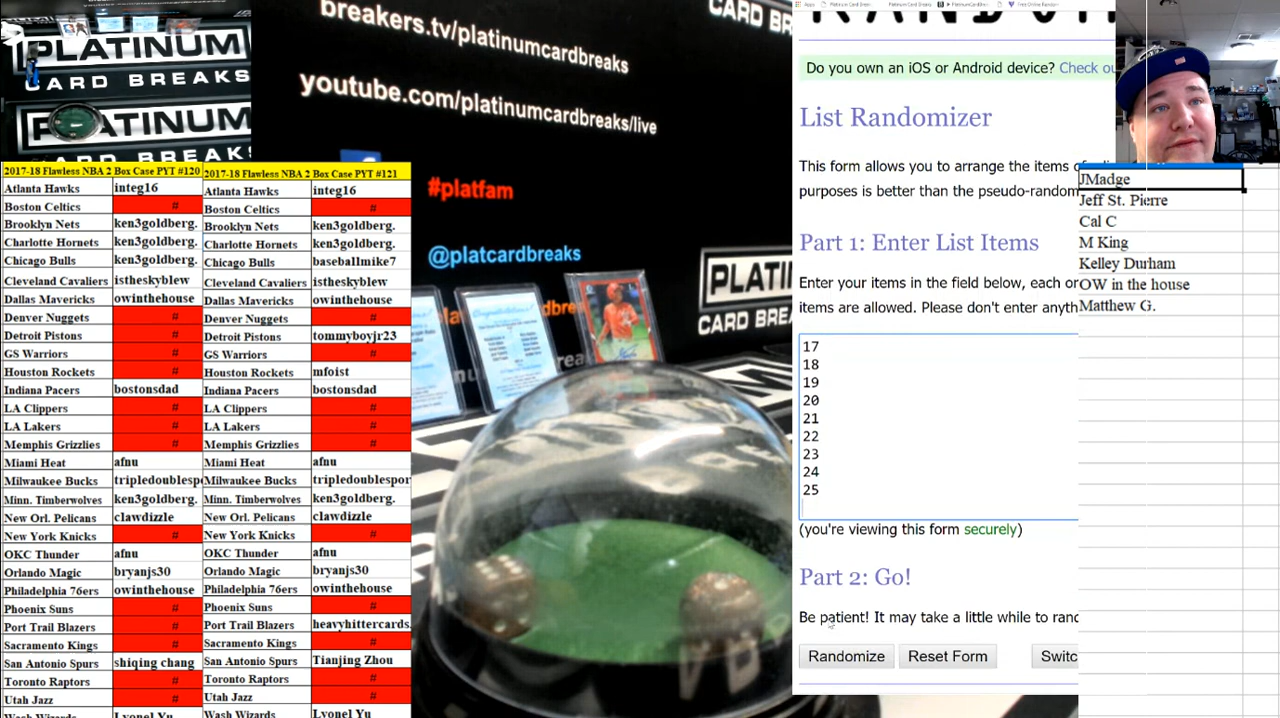 PLATINUM
CARD BREAKS
PLATINUM
CARD BREAKS
breakers.tv/platinumcardbreaks
youtube.com/platinumcardbreaks/live
#platfam
@platcardbreaks
CARD BREA
PLATI
CARD BREA
2017-18 Flawless NBA 2 Box Case PYT #120
Atlanta Hawks integ16
Boston Celtics #
Brooklyn Nets ken3goldberg.
Charlotte Hornets ken3goldberg.
Chicago Bulls ken3goldberg.
Cleveland Cavaliers istheskyblew
Dallas Mavericks owinthehouse
Denver Nuggets #
Detroit Pistons #
GS Warriors #
Houston Rockets #
Indiana Pacers bostonsdad
LA Clippers #
LA Lakers #
Memphis Grizzlies #
Miami Heat afnu
Milwaukee Bucks tripledoublespo
Minn. Timberwolves ken3goldberg.
New Orl. Pelicans clawdizzle
New York Knicks #
OKC Thunder afnu
Orlando Magic bryanjs30
Philadelphia 76ers owinthehouse
Phoenix Suns #
Port Trail Blazers #
Sacramento Kings #
San Antonio Spurs shiqing chang
Toronto Raptors #
Utah Jazz #
Wash Wizards Lyonel Yu
2017-18 Flawless NBA 2 Box Case PYT #121
Atlanta Hawks integ16
Boston Celtics #
Brooklyn Nets ken3goldberg.
Charlotte Hornets ken3goldberg.
Chicago Bulls baseballmike7
Cleveland Cavaliers istheskyblew
Dallas Mavericks owinthehouse
Denver Nuggets #
Detroit Pistons tommyboyjr23
GS Warriors #
Houston Rockets mfoist
Indiana Pacers bostonsdad
LA Clippers #
LA Lakers #
Memphis Grizzlies #
Miami Heat afnu
Milwaukee Bucks tripledoublespor
Minn. Timberwolves ken3goldberg.
New Orl. Pelicans clawdizzle
New York Knicks #
OKC Thunder afnu
Orlando Magic bryanjs30
Philadelphia 76ers owinthehouse
Phoenix Suns #
Port Trail Blazers heavyhittercards.
Sacramento Kings #
San Antonio Spurs Tianjing Zhou
Toronto Raptors #
Utah Jazz #
Wash Wizards Lyonel Yu
Do you own an iOS or Android device? Check ou
List Randomizer
This form allows you to arrange the items o
purposes is better than the pseudo-random
Part 1: Enter List Items
Enter your items in the field below, each on
items are allowed. Please don't enter anyth
17
18
19
20
21
22
23
24
25
(you're viewing this form securely)
Part 2: Go!
Be patient! It may take a little while to rand
Randomize
Reset Form
Switc
JMadge
Jeff St. Pierre
Cal C
M King
Kelley Durham
OW in the house
Matthew G.